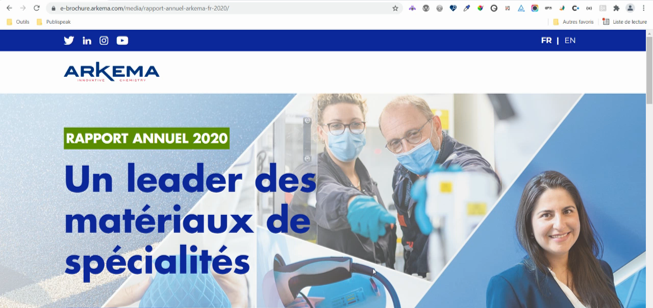 e-brochure.arkema.com/media/rapport-annuel-arkema-fr-2020/
Outils
Publispeak
Autres favoris
Liste de lecture
FR | EN
ARKEMA
INNOVATIVE CHEMISTRY
RAPPORT ANNUEL 2020
Un leader des
matériaux de
spécialités